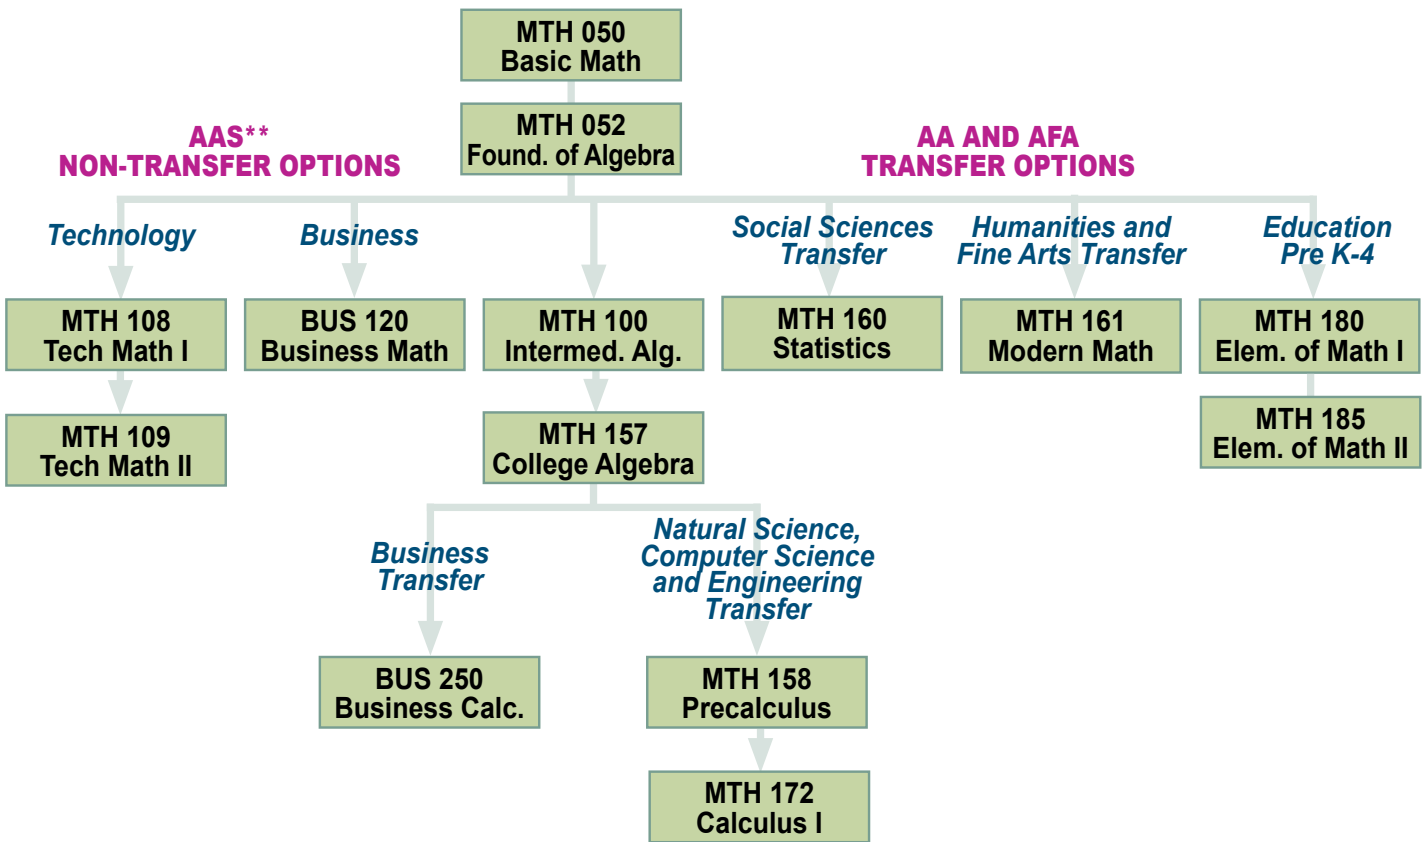 MTH 050
Basic Math
MTH 052
Found. of Algebra
AAS**
NON-TRANSFER OPTIONS
AA AND AFA
TRANSFER OPTIONS
Technology
Business
Social Sciences
Transfer
Humanities and
Fine Arts Transfer
Education
Pre K-4
MTH 108
Tech Math I
BUS 120
Business Math
MTH 100
Intermed. Alg.
MTH 160
Statistics
MTH 161
Modern Math
MTH 180
Elem. of Math I
MTH 109
Tech Math II
MTH 157
College Algebra
MTH 185
Elem. of Math II
Business
Transfer
Natural Science,
Computer Science
and Engineering
Transfer
BUS 250
Business Calc.
MTH 158
Precalculus
MTH 172
Calculus I